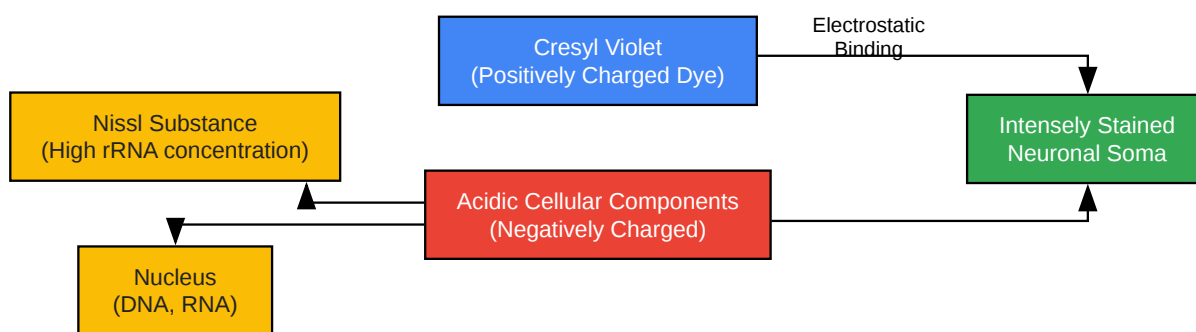 Cresyl Violet
(Positively Charged Dye)
Electrostatic
Binding
Nissl Substance
(High rRNA concentration)
Intensely Stained
Neuronal Soma
Acidic Cellular Components
(Negatively Charged)
Nucleus
(DNA, RNA)